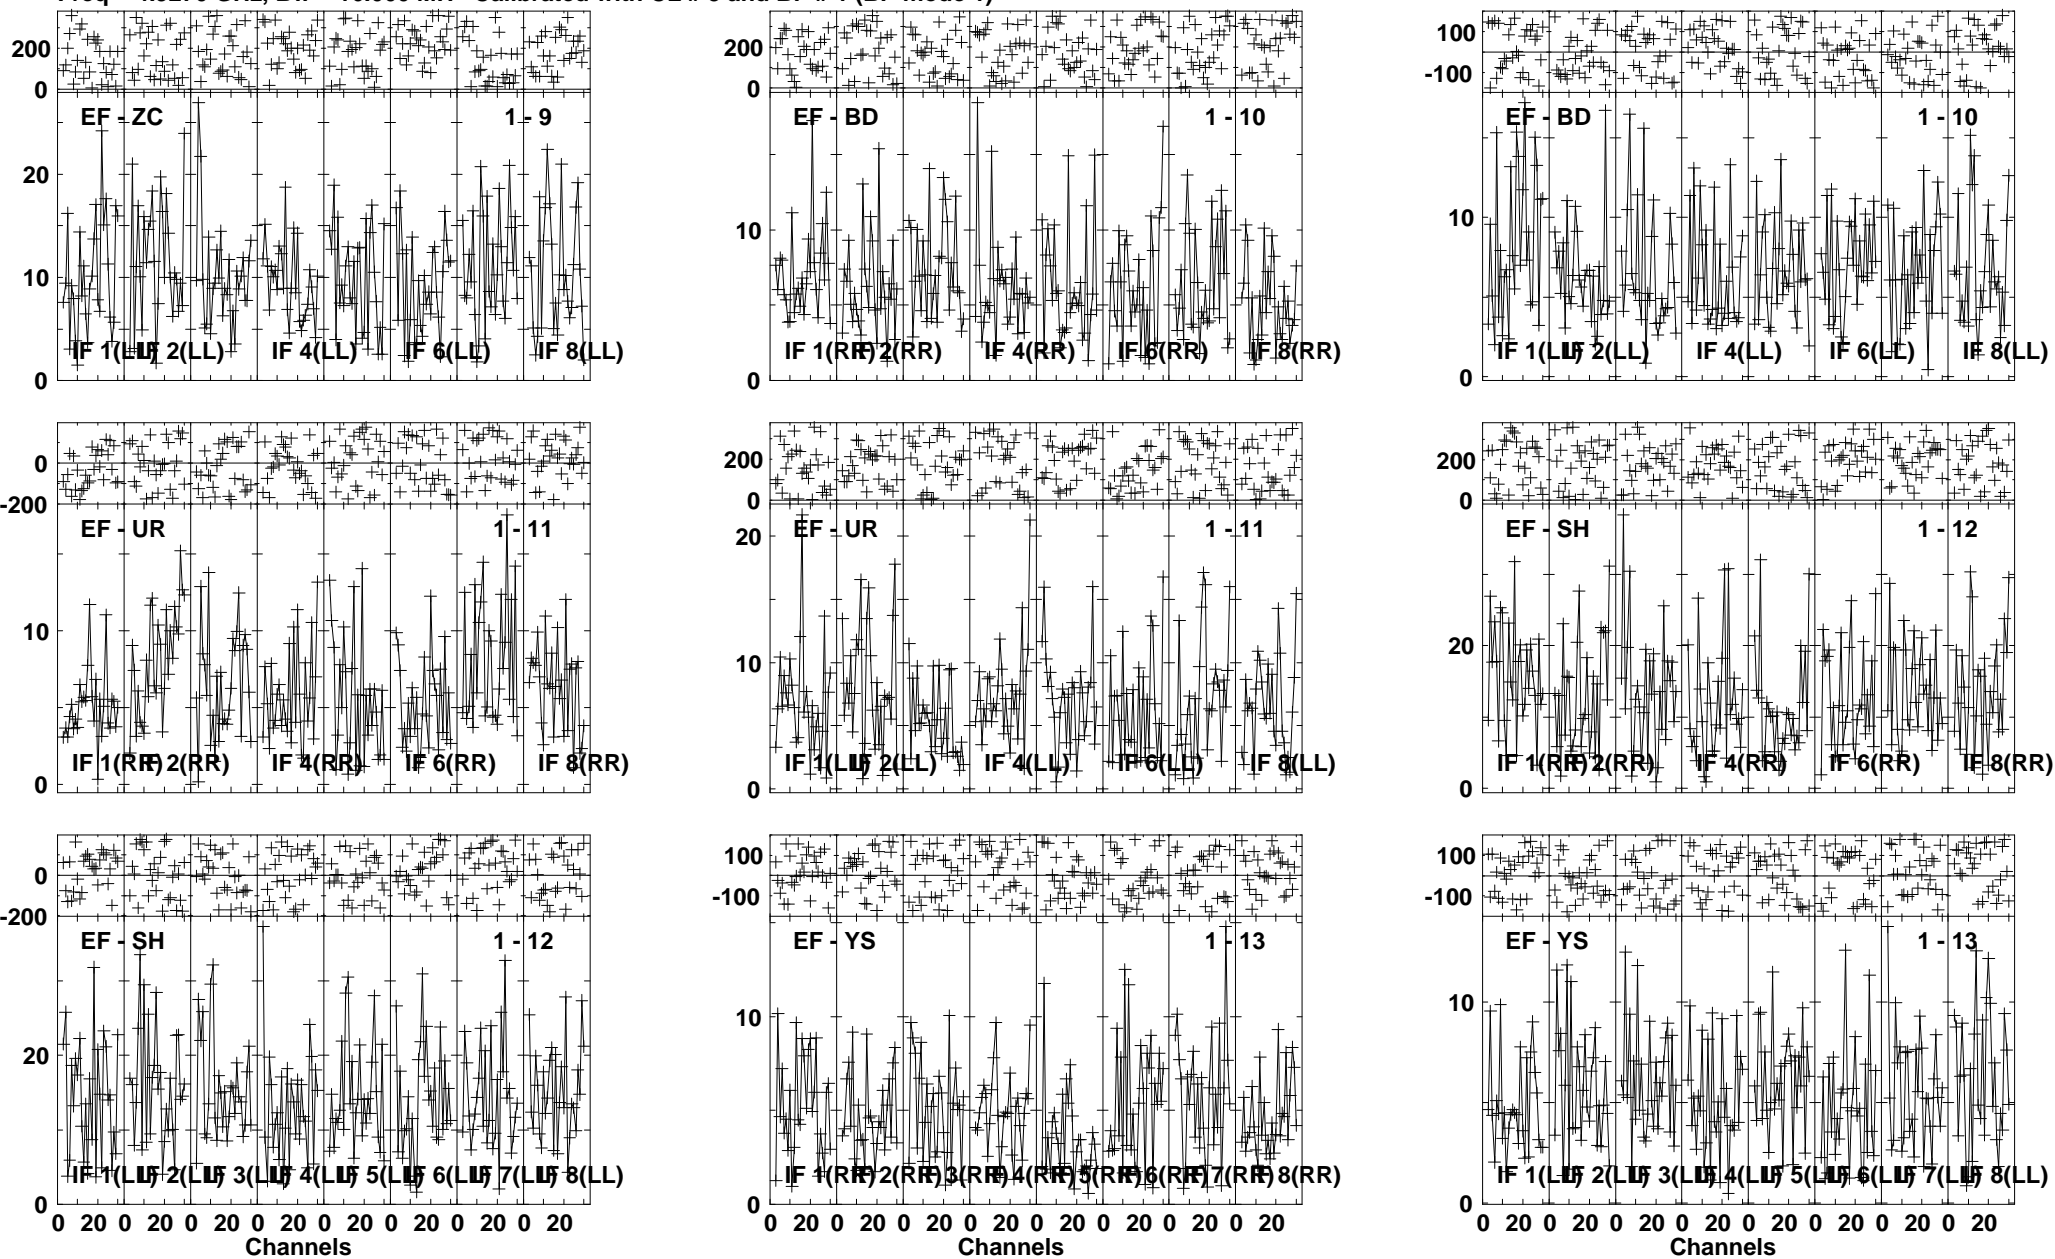 200
0
EF - ZC 1 - 9
20
10
0
IF 1(LL) IF 2(LL) IF 4(LL) IF 6(LL) IF 8(LL)
200
0
EF - BD 1 - 10
10
0
IF 1(RR) IF 2(RR) IF 4(RR) IF 6(RR) IF 8(RR)
100
-100
EF - BD 1 - 10
10
0
IF 1(LL) IF 2(LL) IF 4(LL) IF 6(LL) IF 8(LL)
0
-200
EF - UR 1 - 11
10
0
IF 1(RR) IF 2(RR) IF 4(RR) IF 6(RR) IF 8(RR)
200
0
EF - UR 1 - 11
20
10
0
IF 1(LL) IF 2(LL) IF 4(LL) IF 6(LL) IF 8(LL)
200
0
EF - SH 1 - 12
20
0
IF 1(RR) IF 2(RR) IF 4(RR) IF 6(RR) IF 8(RR)
0
-200
EF - SH 1 - 12
20
0
IF 1(LL) IF 2(LL) IF 3(LL) IF 4(LL) IF 5(LL) IF 6(LL) IF 7(LL) IF 8(LL)
0 20 0 20 0 20 0 20 0 20 0 20 0 20 0 20
Channels
100
-100
EF - YS 1 - 13
10
0
IF 1(RR) IF 2(RR) IF 3(RR) IF 4(RR) IF 5(RR) IF 6(RR) IF 7(RR) IF 8(RR)
0 20 0 20 0 20 0 20 0 20 0 20 0 20 0 20
Channels
100
-100
EF - YS 1 - 13
10
0
IF 1(LL) IF 2(LL) IF 3(LL) IF 4(LL) IF 5(LL) IF 6(LL) IF 7(LL) IF 8(LL)
0 20 0 20 0 20 0 20 0 20 0 20 0 20 0 20
Channels